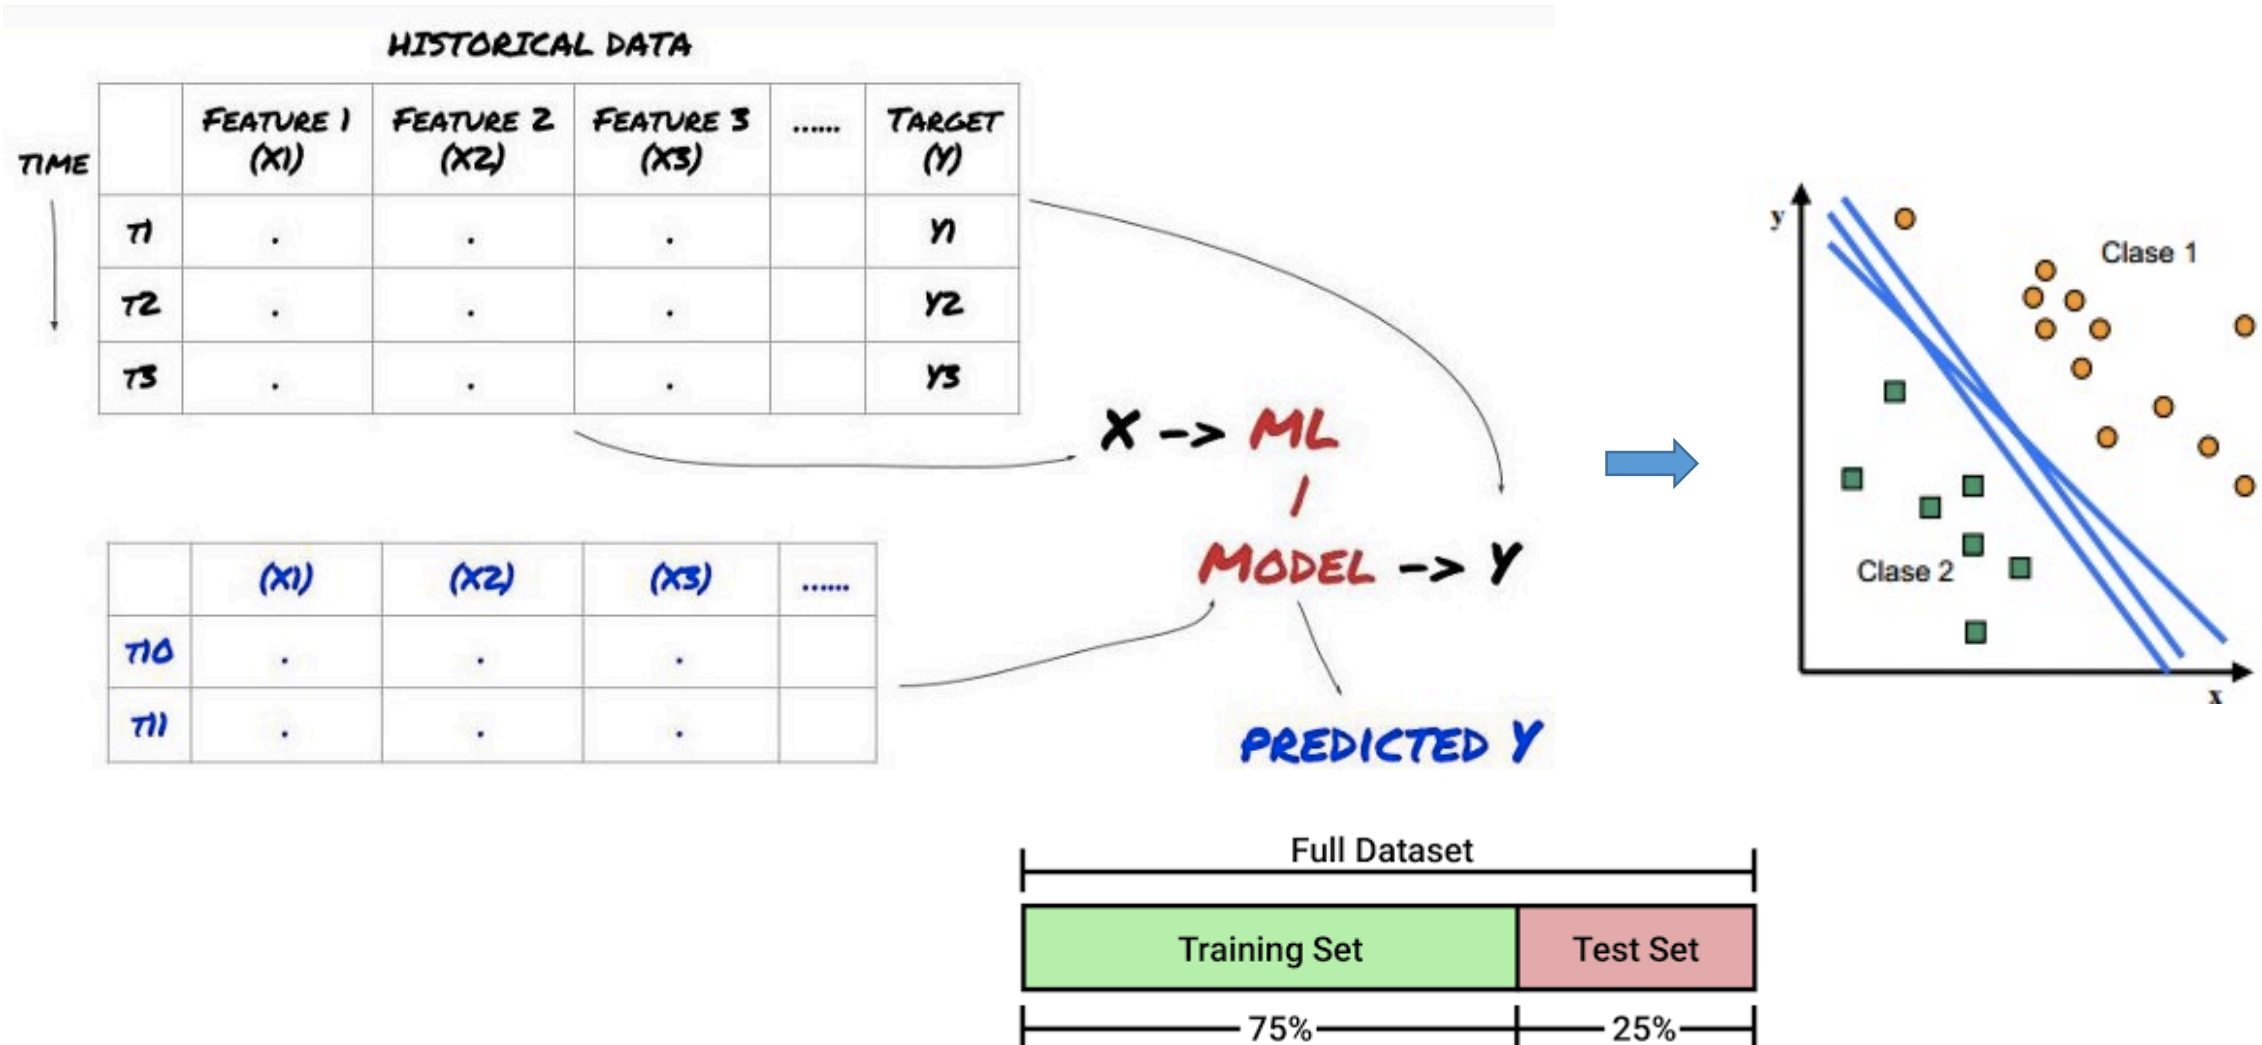 HISTORICAL DATA
TIME
FEATURE 1 (X1)
FEATURE 2 (X2)
FEATURE 3 (X3)
......
TARGET (Y)
T1 . . . Y1
T2 . . . Y2
T3 . . . Y3
X -> ML
MODEL -> Y
(X1) (X2) (X3) ......
T10 . . .
T11 . . .
PREDICTED Y
y
Clase 1
Clase 2
x
Full Dataset
Training Set
Test Set
75%
25%